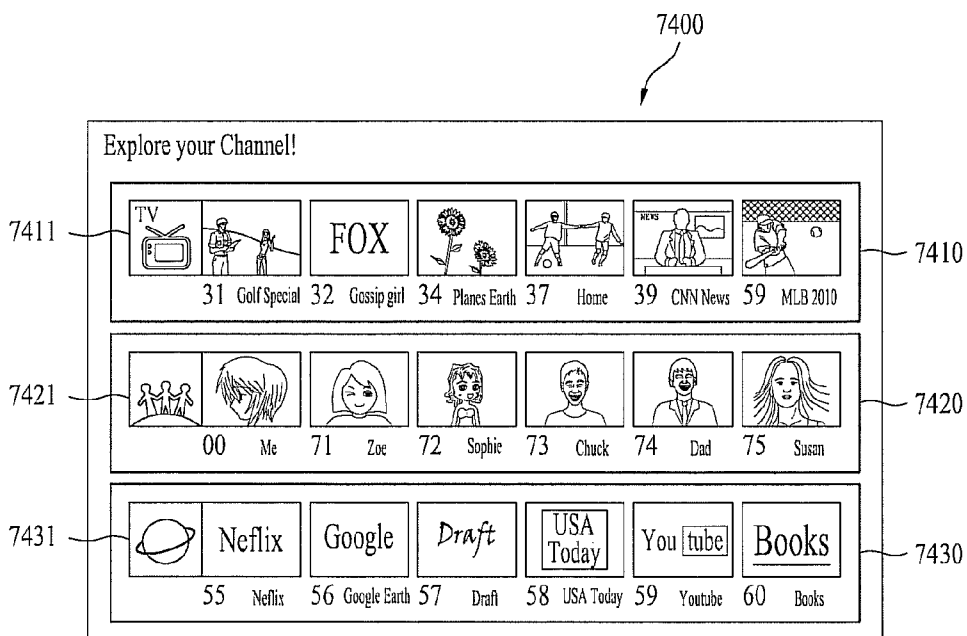 7400
Explore your Channel!
TV
FOX
NEWS
7411
7410
31 Golf Special 32 Gossip girl 34 Planes Earth 37 Home 39 CNN News 59 MLB 2010
7421
7420
00 Me 71 Zoe 72 Sophie 73 Chuck 74 Dad 75 Susan
7431
Neflix Google Draft USA Today You tube Books
7430
55 Neflix 56 Google Earth 57 Draft 58 USA Today 59 Youtube 60 Books